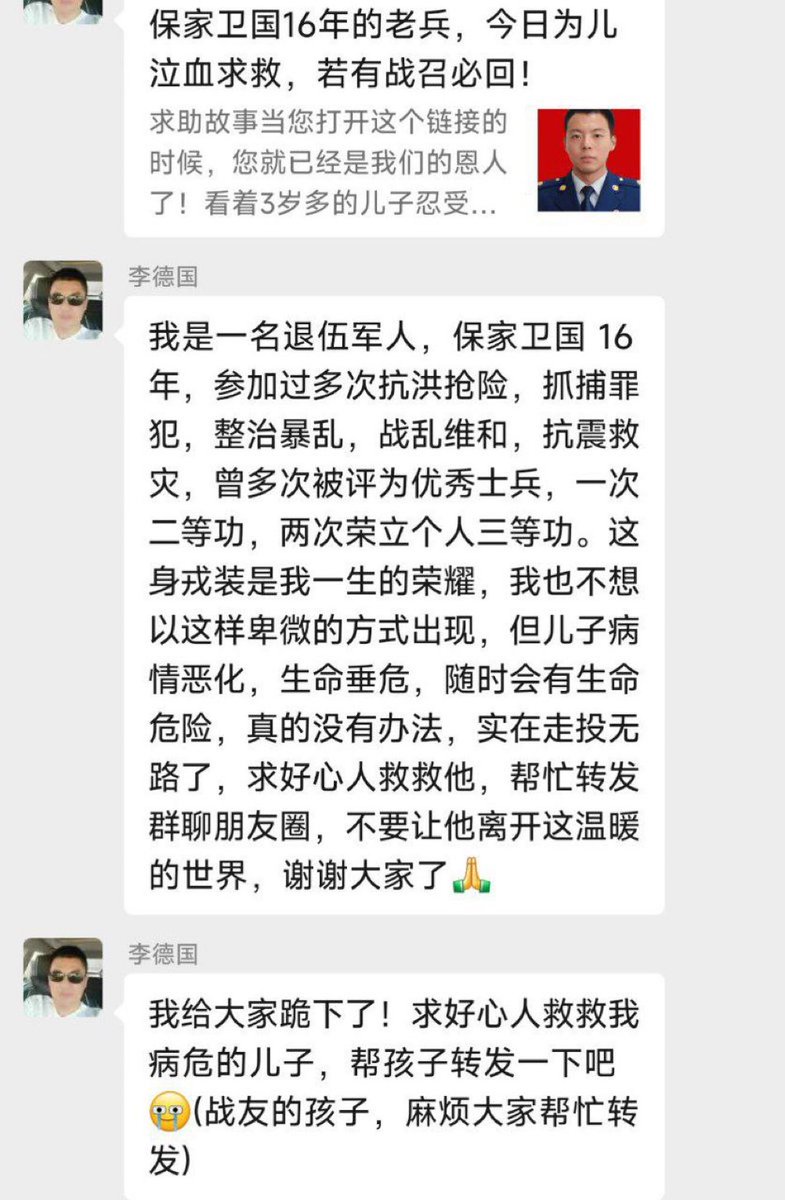 保家卫国16年的老兵，今日为儿
泣血求救，若有战召必回！
求助故事当您打开这个链接的
时候，您就已经是我们的恩人
了！看着3岁多的儿子忍受...
李德国
我是一名退伍军人，保家卫国 16
年，参加过多次抗洪抢险，抓捕罪
犯，整治暴乱，战乱维和，抗震救
灾，曾多次被评为优秀士兵，一次
二等功，两次荣立个人三等功。这
身戎装是我一生的荣耀，我也不想
以这样卑微的方式出现，但儿子病
情恶化，生命垂危，随时会有生命
危险，真的没有办法，实在走投无
路了，求好心人救救他，帮忙转发
群聊朋友圈，不要让他离开这温暖
的世界，谢谢大家了🙏
李德国
我给大家跪下了！求好心人救救我
病危的儿子，帮孩子转发一下吧
🥹(战友的孩子，麻烦大家帮忙转
发)